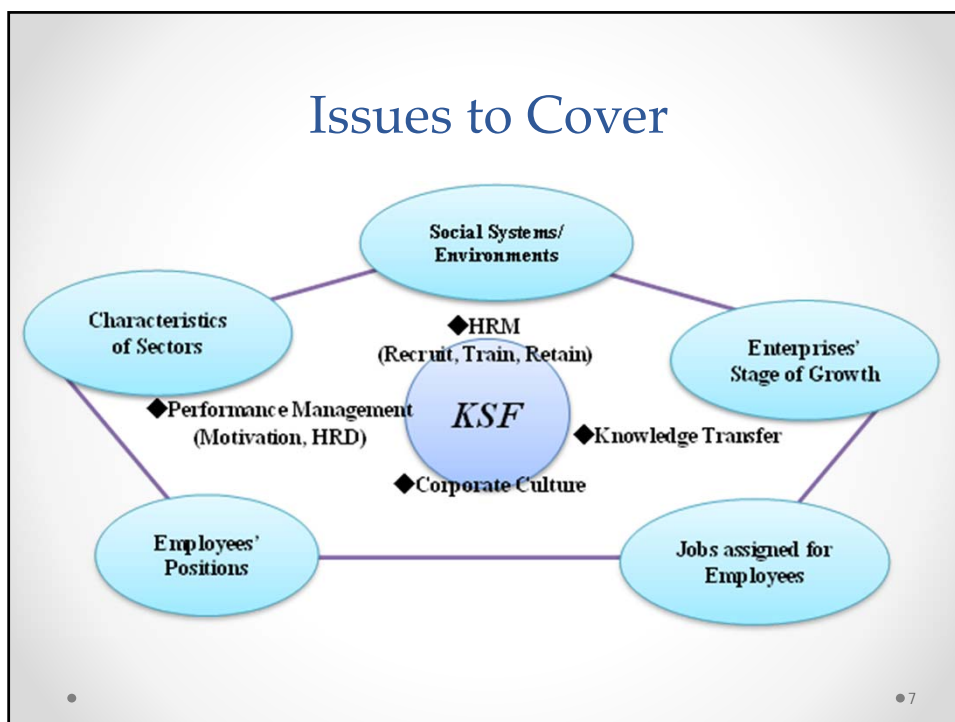 Issues to Cover
Social Systems/
Environments
Characteristics
of Sectors
◆HRM
(Recruit, Train, Retain)
Enterprises’
Stage of Growth
◆Performance Management
(Motivation, HRD)
KSF
◆Knowledge Transfer
◆Corporate Culture
Employees’
Positions
Jobs assigned for
Employees
7